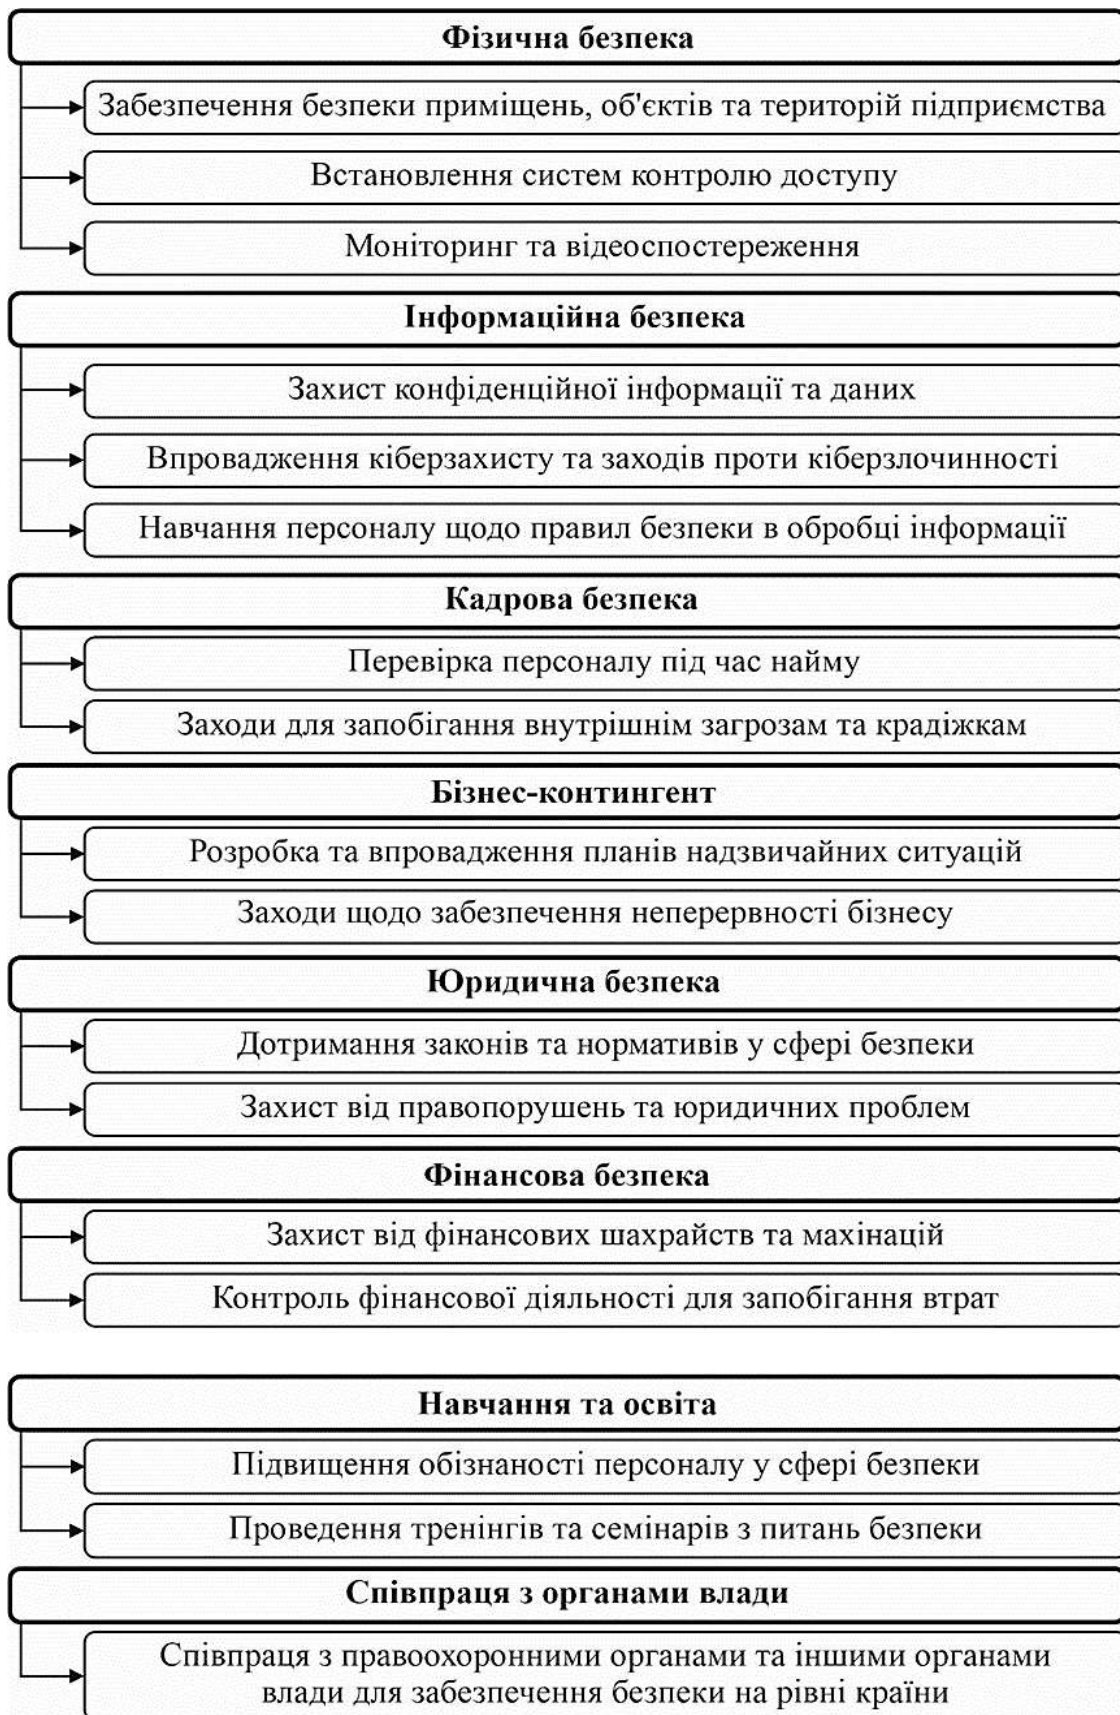 Фізична безпека
Забезпечення безпеки приміщень, об'єктів та територій підприємства
Встановлення систем контролю доступу
Моніторинг та відеоспостереження
Інформаційна безпека
Захист конфіденційної інформації та даних
Впровадження кіберзахисту та заходів проти кіберзлочинності
Навчання персоналу щодо правил безпеки в обробці інформації
Кадрова безпека
Перевірка персоналу під час найму
Заходи для запобігання внутрішнім загрозам та крадіжкам
Бізнес-контингент
Розробка та впровадження планів надзвичайних ситуацій
Заходи щодо забезпечення неперервності бізнесу
Юридична безпека
Дотримання законів та нормативів у сфері безпеки
Захист від правопорушень та юридичних проблем
Фінансова безпека
Захист від фінансових шахрайств та махінацій
Контроль фінансової діяльності для запобігання втрат
Навчання та освіта
Підвищення обізнаності персоналу у сфері безпеки
Проведення тренінгів та семінарів з питань безпеки
Співпраця з органами влади
Співпраця з правоохоронними органами та іншими органами
влади для забезпечення безпеки на рівні країни